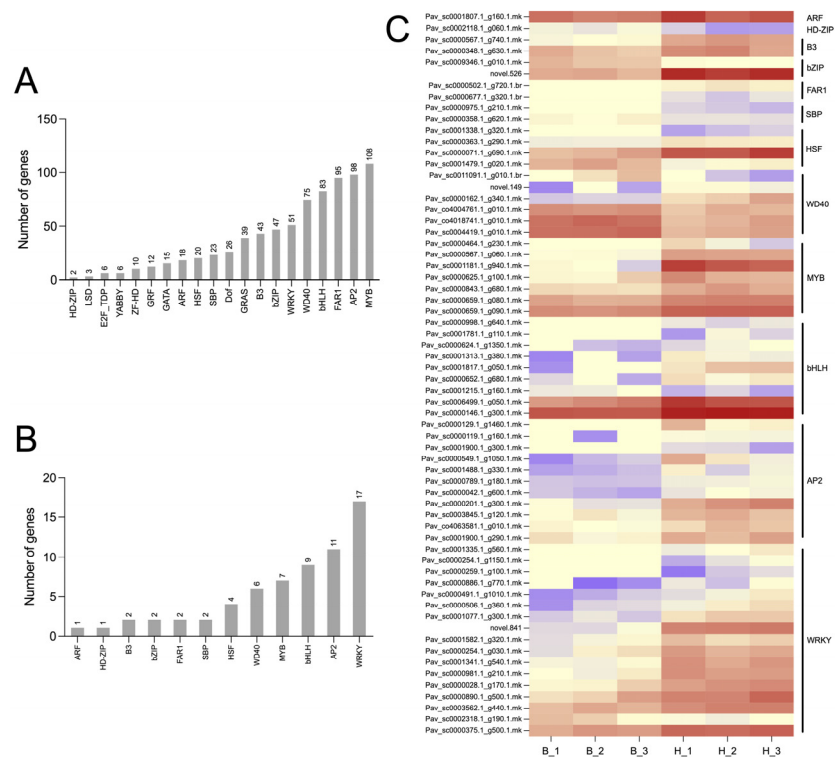 A
Number of genes
150
100
50
0
2
3
6
6
10
12
15
18
20
23
26
39
43
47
51
75
83
95
98
108
HD-ZIP
LSD
E2F_TDP
YABBY
ZF-HD
GRF
GATA
ARF
HSF
SBP
Dof
GRAS
B3
bZIP
WRKY
WD40
bHLH
FAR1
AP2
MYB
B
Number of genes
20
15
10
5
0
1
1
2
2
2
2
4
6
7
9
11
17
ARF
HD-ZIP
B3
bZIP
FAR1
SBP
HSF
WD40
MYB
bHLH
AP2
WRKY
C
Pav_sc0001807.1_g160.1.mk
Pav_sc0002118.1_g060.1.mk
Pav_sc0000567.1_g740.1.mk
Pav_sc0000348.1_g630.1.mk
Pav_sc0009346.1_g010.1.mk
novel.526
Pav_sc0000502.1_g720.1.br
Pav_sc0000677.1_g320.1.br
Pav_sc0000975.1_g210.1.mk
Pav_sc0000358.1_g620.1.mk
Pav_sc0001338.1_g320.1.mk
Pav_sc0000363.1_g290.1.mk
Pav_sc0000071.1_g090.1.mk
Pav_sc0001479.1_g020.1.mk
Pav_sc0011091.1_g010.1.br
novel.149
Pav_sc0000162.1_g340.1.mk
Pav_co4004761.1_g010.1.mk
Pav_co4018741.1_g010.1.mk
Pav_sc0004419.1_g010.1.mk
Pav_sc0000464.1_g230.1.mk
Pav_sc0000567.1_g060.1.mk
Pav_sc0001181.1_g940.1.mk
Pav_sc0000625.1_g100.1.mk
Pav_sc0000843.1_g680.1.mk
Pav_sc0000659.1_g080.1.mk
Pav_sc0000659.1_g090.1.mk
Pav_sc0000998.1_g640.1.mk
Pav_sc0001781.1_g110.1.mk
Pav_sc0000624.1_g1350.1.mk
Pav_sc0001313.1_g380.1.mk
Pav_sc0001817.1_g050.1.mk
Pav_sc0000652.1_g680.1.mk
Pav_sc0001215.1_g160.1.mk
Pav_sc0006499.1_g050.1.mk
Pav_sc0000146.1_g300.1.mk
Pav_sc0000129.1_g1460.1.mk
Pav_sc0000119.1_g160.1.mk
Pav_sc0001900.1_g300.1.mk
Pav_sc0000549.1_g1050.1.mk
Pav_sc0001488.1_g330.1.mk
Pav_sc0000789.1_g180.1.mk
Pav_sc0000042.1_g600.1.mk
Pav_sc0000201.1_g300.1.mk
Pav_sc0003845.1_g120.1.mk
Pav_co4063581.1_g010.1.mk
Pav_sc0001900.1_g290.1.mk
Pav_sc0001335.1_g560.1.mk
Pav_sc0000254.1_g1150.1.mk
Pav_sc0000259.1_g100.1.mk
Pav_sc0000886.1_g770.1.mk
Pav_sc0000491.1_g1010.1.mk
Pav_sc0000506.1_g360.1.mk
Pav_sc0001077.1_g300.1.mk
novel.841
Pav_sc0001582.1_g320.1.mk
Pav_sc0000254.1_g030.1.mk
Pav_sc0001341.1_g540.1.mk
Pav_sc0000981.1_g210.1.mk
Pav_sc0000028.1_g170.1.mk
Pav_sc0000890.1_g500.1.mk
Pav_sc0003562.1_g440.1.mk
Pav_sc0002318.1_g190.1.mk
Pav_sc0000375.1_g500.1.mk
ARF
HD-ZIP
B3
bZIP
FAR1
SBP
HSF
WD40
MYB
bHLH
AP2
WRKY
B_1
B_2
B_3
H_1
H_2
H_3